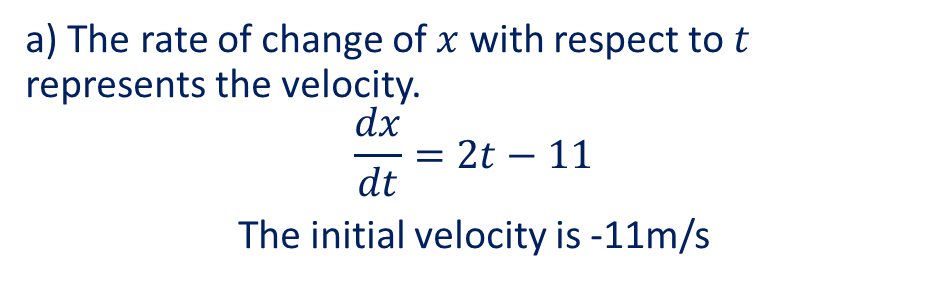 a) The rate of change of x with respect to t
represents the velocity.
dx/dt = 2t − 11
The initial velocity is -11m/s